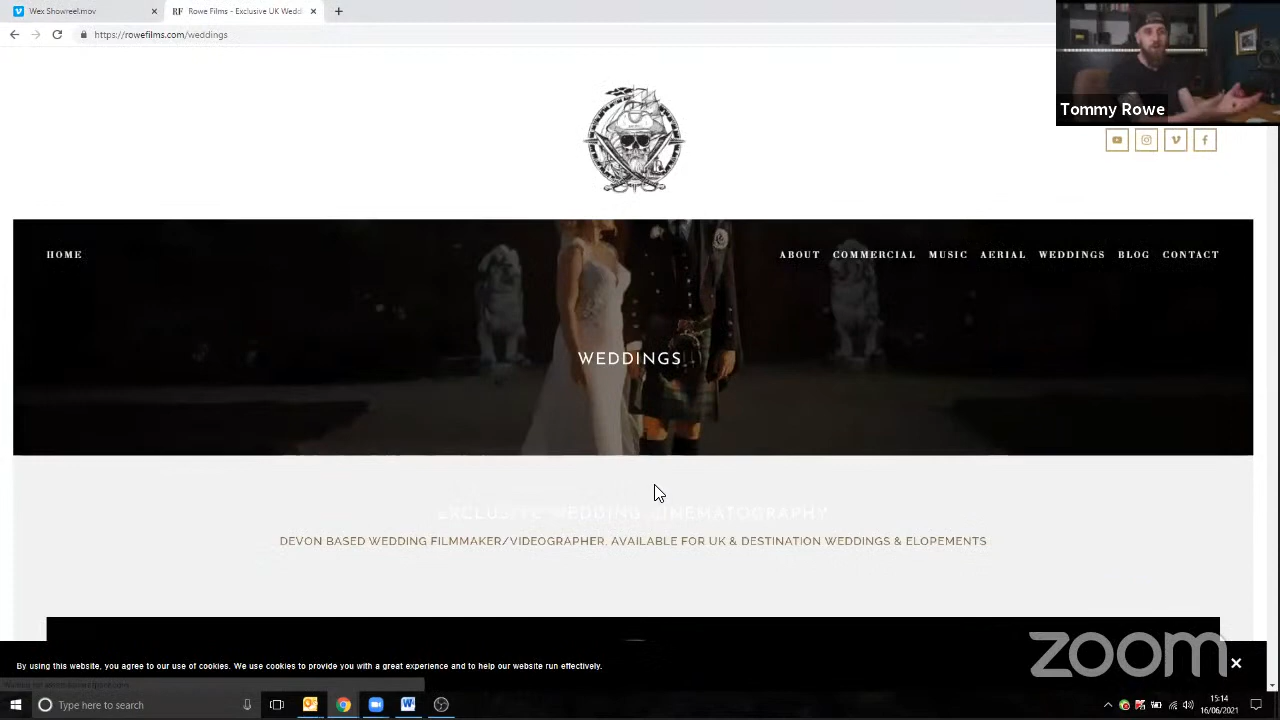 Wex Showreel.mov
RF Rowe Films - Exclusive UK Wedd
https://rowefilms.com/weddings
Tommy Rowe
HOME
ABOUT COMMERCIAL MUSIC AERIAL WEDDINGS BLOG CONTACT
WEDDINGS
EXCLUSIVE WEDDING CINEMATOGRAPHY
DEVON BASED WEDDING FILMMAKER/VIDEOGRAPHER. AVAILABLE FOR UK & DESTINATION WEDDINGS & ELOPEMENTS
zoom
By using this website, you agree to our use of cookies. We use cookies to provide you with a great experience and to help our website run effectively.
Type here to search
15:14
16/06/2021